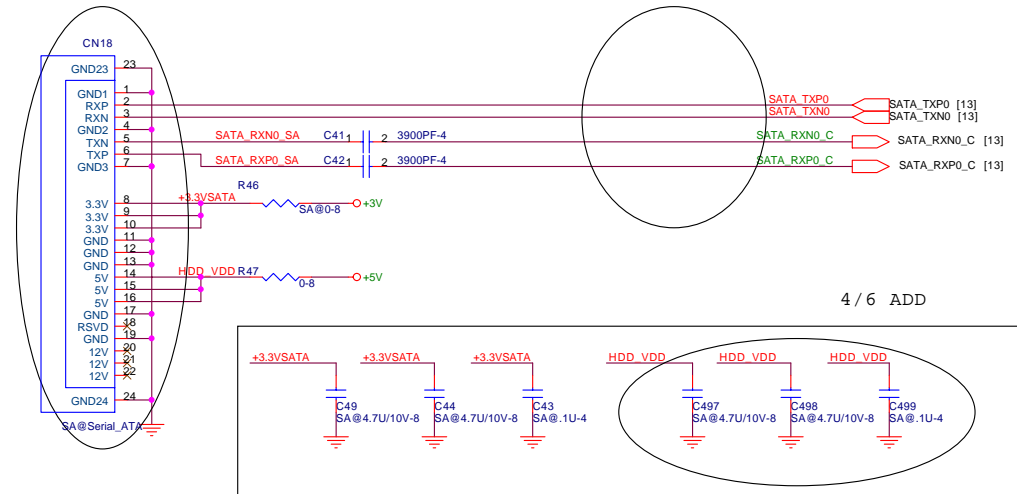 CN18
GND23 23
GND1 1
RXP 2 SATA_TXP0 SATA_TXP0 [13]
RXN 3 SATA_TXN0 SATA_TXN0 [13]
GND2 4
TXN 5 SATA_RXN0_SA C41 1 2 3900PF-4 SATA_RXN0_C SATA_RXN0_C [13]
TXP 6
GND3 7 SATA_RXP0_SA C42 1 2 3900PF-4 SATA_RXP0_C SATA_RXP0_C [13]
R46
3.3V 8 +3.3VSATA SA@0-8 +3V
3.3V 9
3.3V 10
GND 11
GND 12
GND 13
5V 14 HDD_VDD R47 0-8 +5V
5V 15
5V 16
GND 17
RSVD 18
GND 19
12V 20
12V 21
12V 22
GND24 24
SA@Serial_ATA
4/6 ADD
+3.3VSATA +3.3VSATA +3.3VSATA HDD_VDD HDD_VDD HDD_VDD
C49 C44 C43 C497 C498 C499
SA@4.7U/10V-8 SA@4.7U/10V-8 SA@.1U-4 SA@4.7U/10V-8 SA@4.7U/10V-8 SA@.1U-4